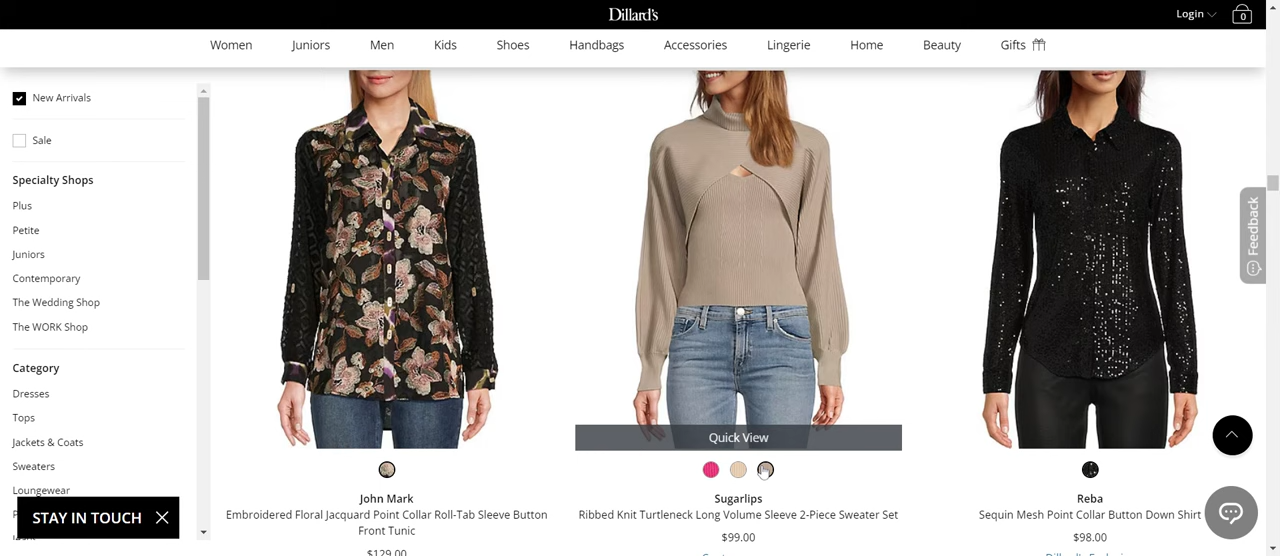 Dillard's
Login
0
Women
Juniors
Men
Kids
Shoes
Handbags
Accessories
Lingerie
Home
Beauty
Gifts
New Arrivals
Sale
Specialty Shops
Plus
Petite
Juniors
Contemporary
The Wedding Shop
The WORK Shop
Category
Dresses
Tops
Jackets & Coats
Sweaters
Loungewear
STAY IN TOUCH
Quick View
John Mark
Embroidered Floral Jacquard Point Collar Roll-Tab Sleeve Button
Front Tunic
$129.00
Sugarlips
Ribbed Knit Turtleneck Long Volume Sleeve 2-Piece Sweater Set
$99.00
Reba
Sequin Mesh Point Collar Button Down Shirt
$98.00
Feedback